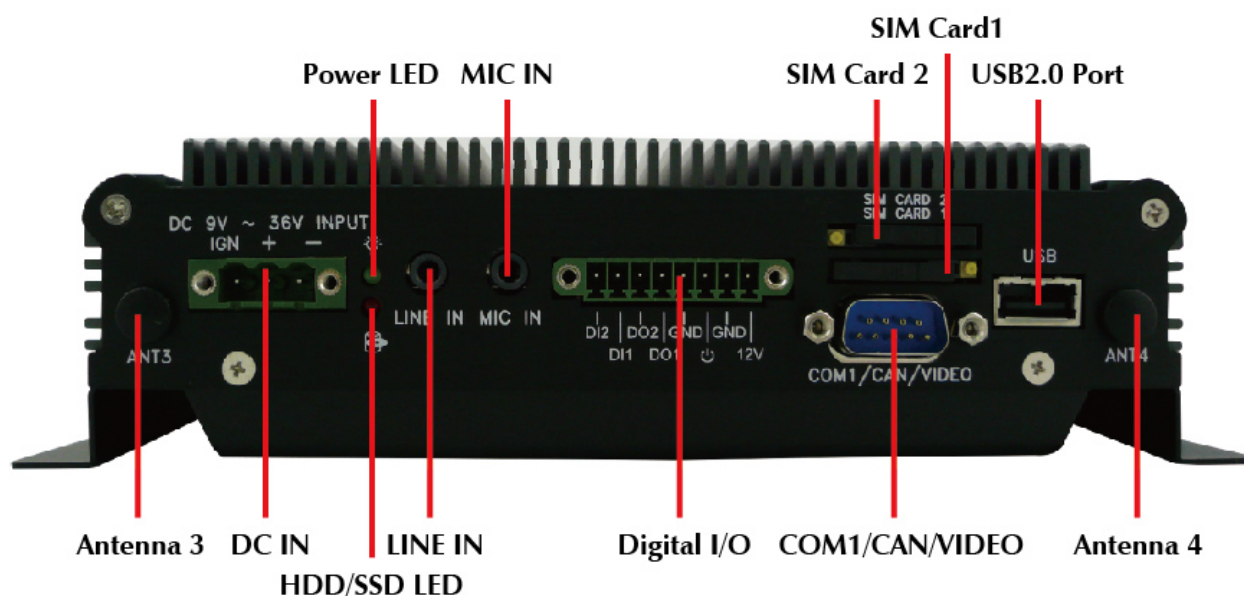 SIM Card1
Power LED MIC IN SIM Card 2 USB2.0 Port
SIM CARD 2
SIM CARD 1
DC 9V ~ 36V INPUT
IGN + −
USB
LINE IN MIC IN
DI2 DO2 GND GND
DI1 DO1 12V
ANT3
ANT4
COM1/CAN/VIDEO
Antenna 3 DC IN LINE IN Digital I/O COM1/CAN/VIDEO Antenna 4
HDD/SSD LED